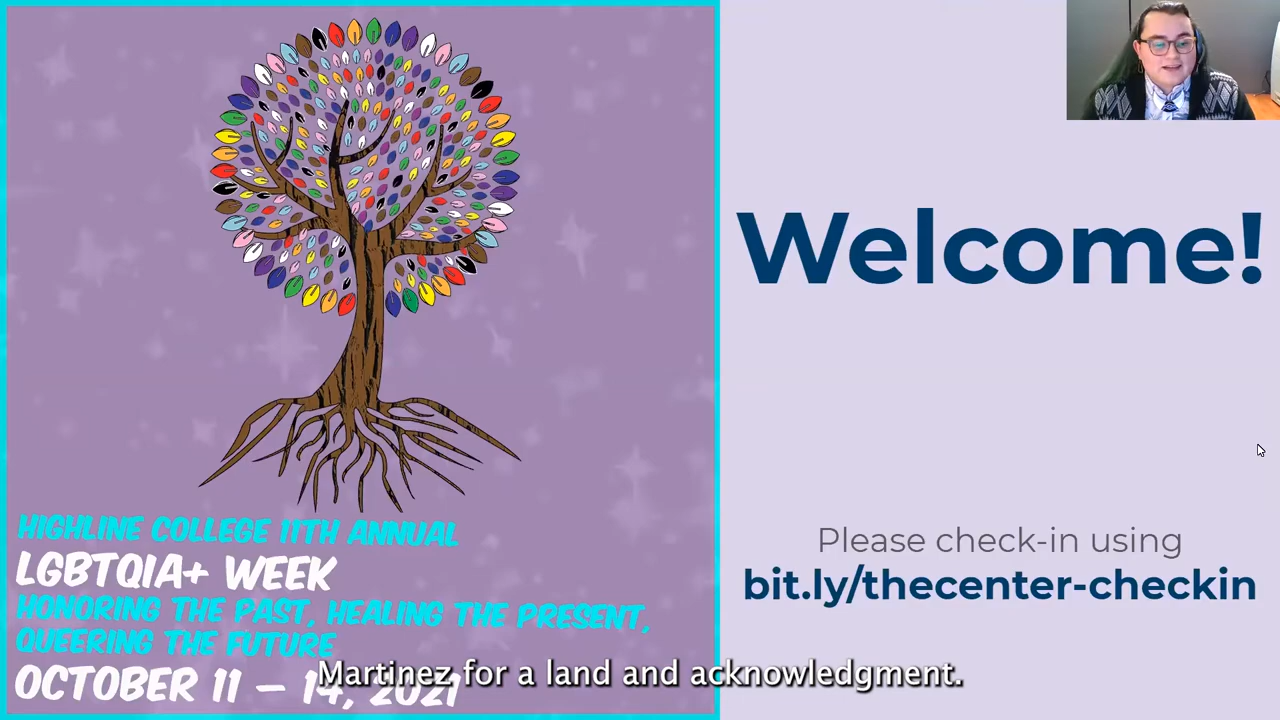 Welcome!
Please check-in using
bit.ly/thecenter-checkin
HIGHLINE COLLEGE 11TH ANNUAL
LGBTQIA+ WEEK
HONORING THE PAST, HEALING THE PRESENT,
QUEERING THE FUTURE
OCTOBER 11 – 14, 2021
Martinez for a land and acknowledgment.